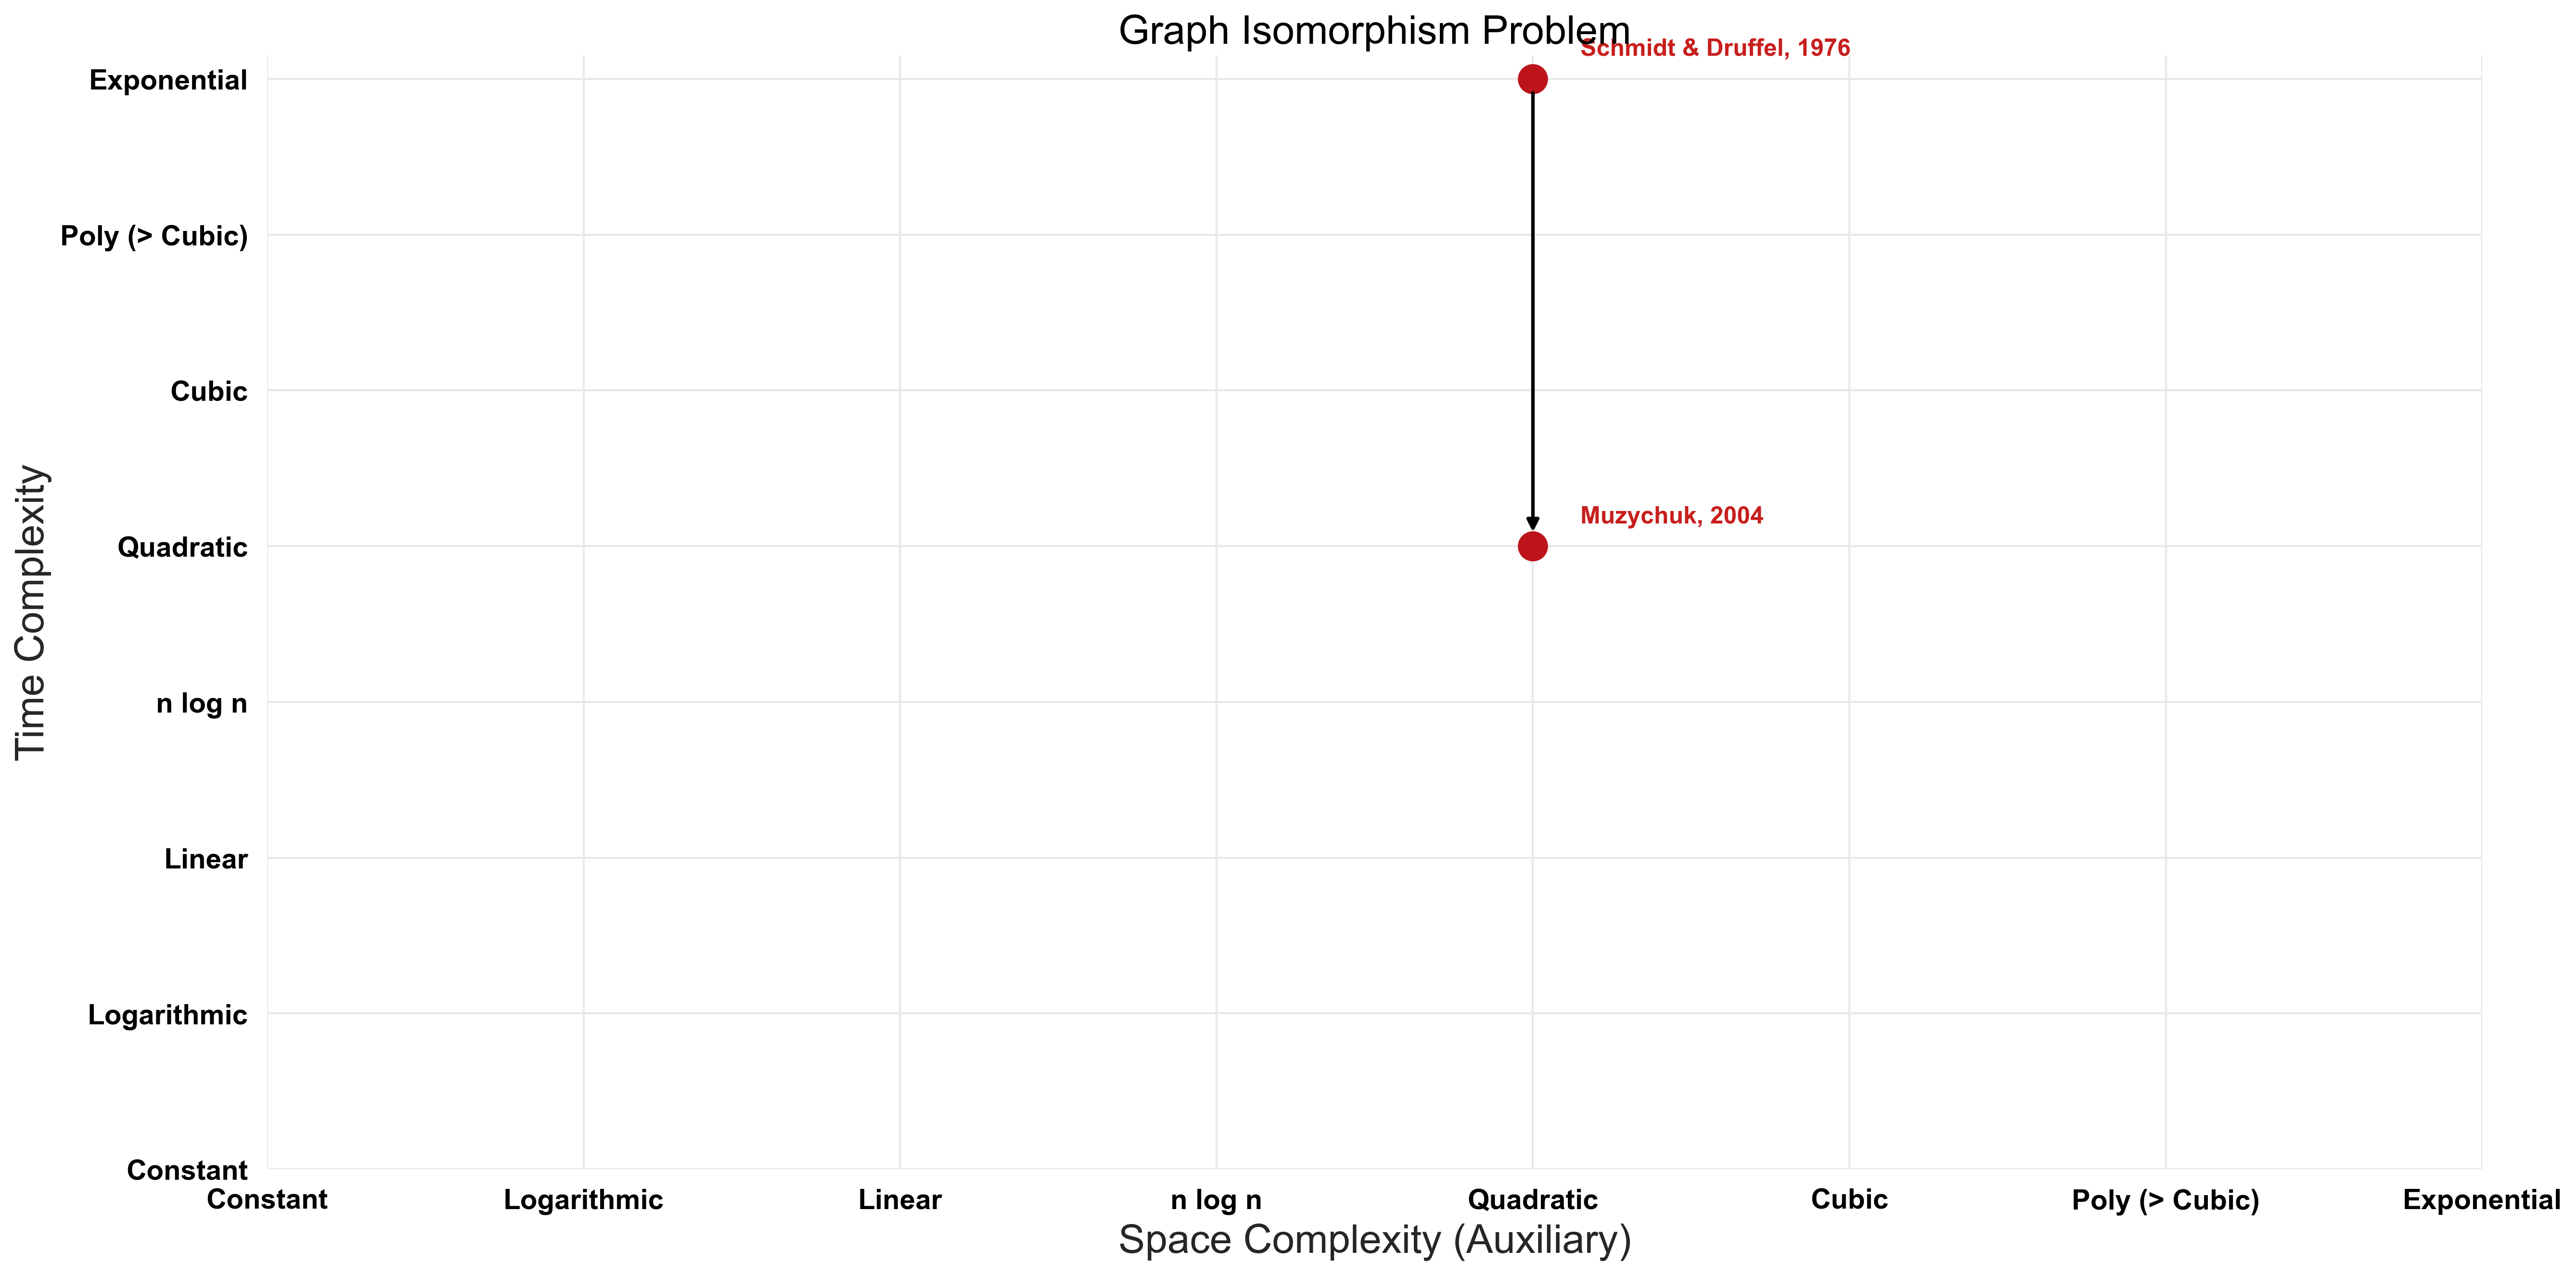 Graph Isomorphism Problem
Schmidt & Druffel, 1976
Exponential
Poly (> Cubic)
Cubic
Muzychuk, 2004
Quadratic
n log n
Linear
Logarithmic
Constant
Time Complexity
Constant
Logarithmic
Linear
n log n
Quadratic
Cubic
Poly (> Cubic)
Exponential
Space Complexity (Auxiliary)